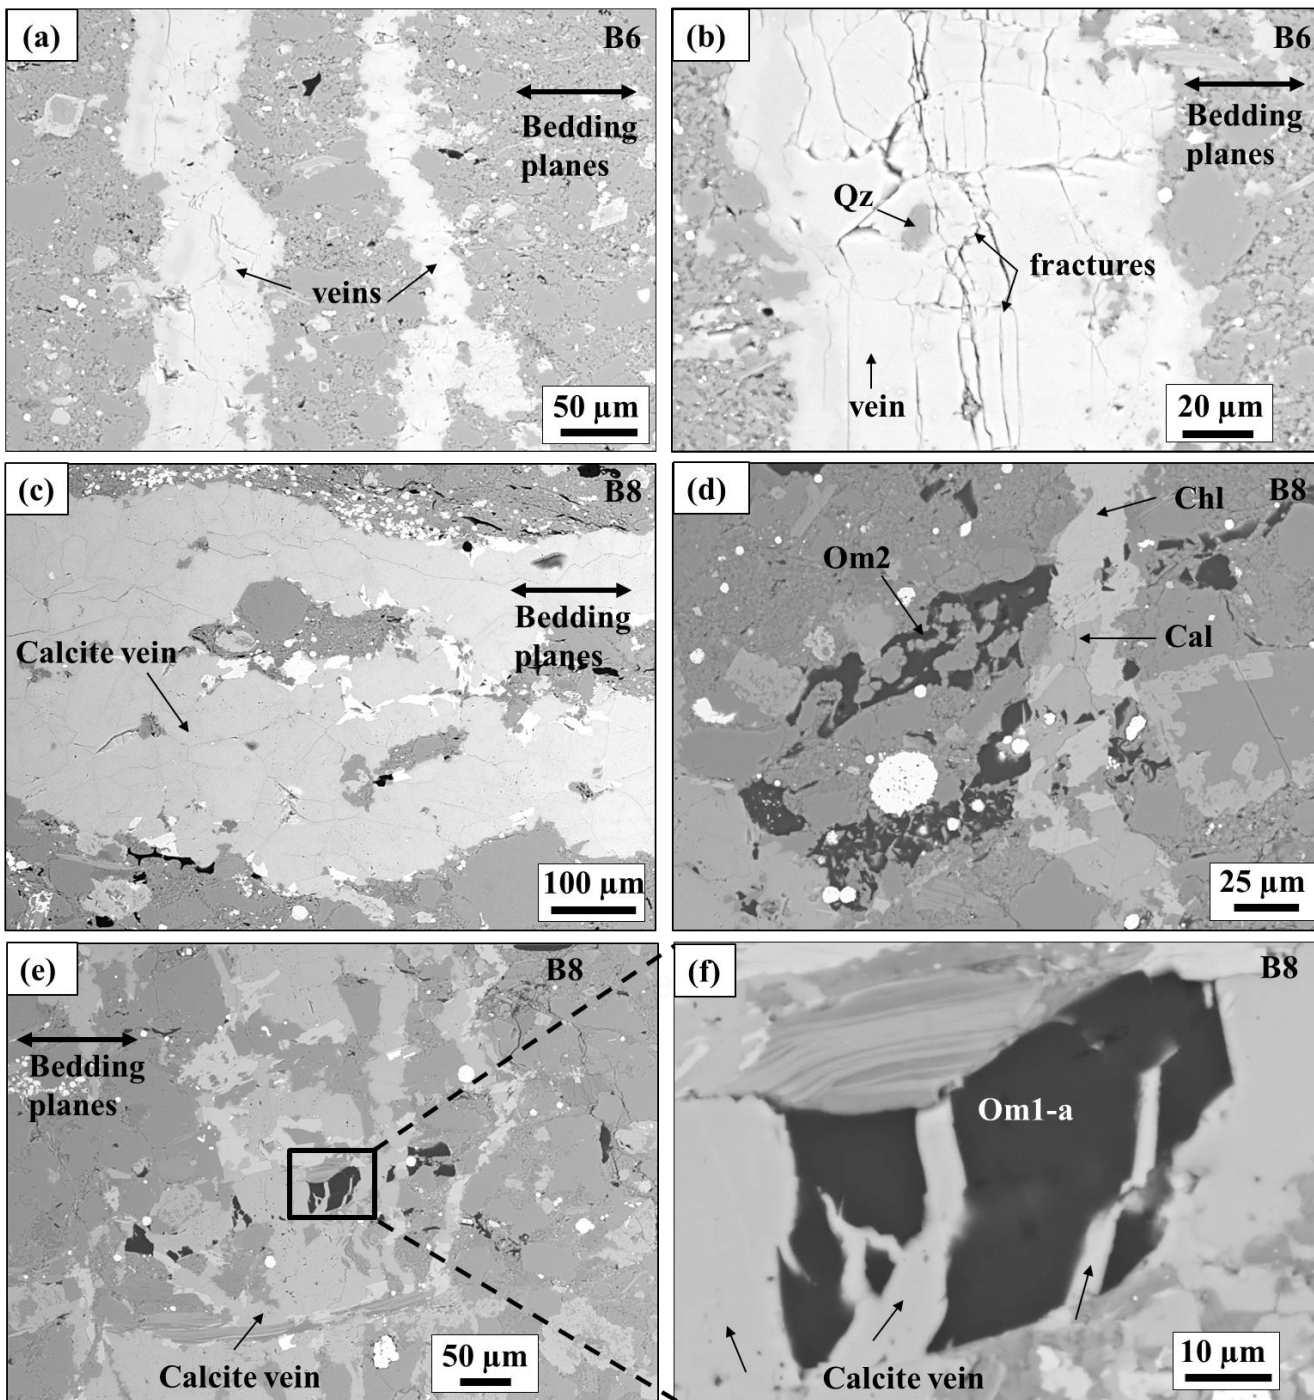 (a)
B6
Bedding
planes
veins
50 µm
(b)
B6
Bedding
planes
Qz
fractures
vein
20 µm
(c)
B8
Bedding
planes
Calcite vein
100 µm
(d)
B8
Chl
Om2
Cal
25 µm
(e)
B8
Bedding
planes
Calcite vein
50 µm
(f)
B8
Om1-a
Calcite vein
10 µm